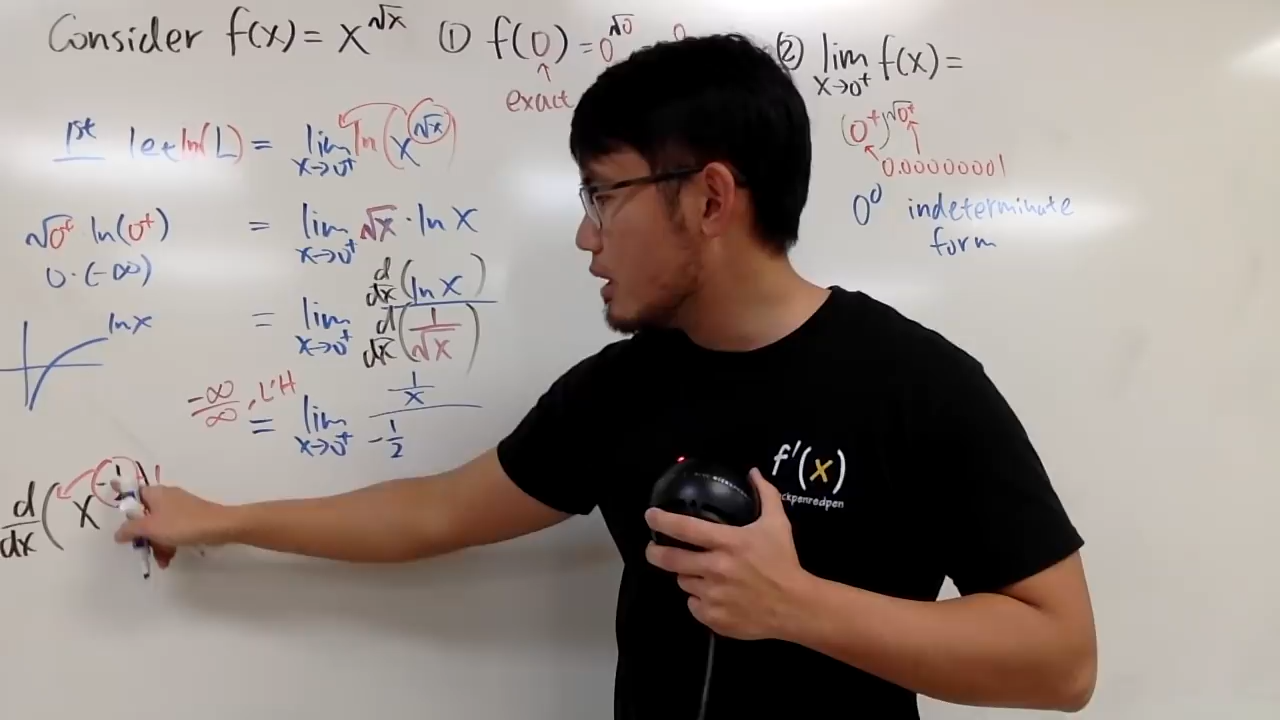 Consider f(x) = x^√x ① f(0) = 0^√0 ② lim x→0⁺ f(x) =
exact
(0⁺)^√0⁺
0.00000001
0⁰ indeterminate form
1st let ln(L) = lim x→0⁺ ln(x^√x)
√0⁺ ln(0⁺) = lim x→0⁺ √x · ln x
0·(-∞)
= lim x→0⁺ d/dx(ln x) / d/dx(1/√x)
ln x
-∞/∞, L'H = lim x→0⁺ 1/x / -1/2
d/dx (x
f'(x)
ckpenredpen